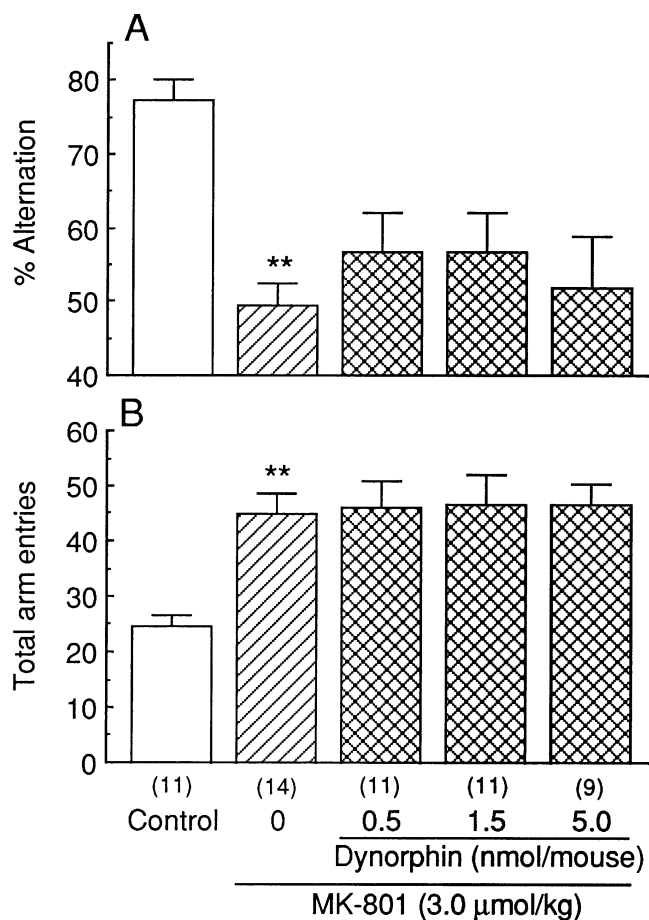 A
% Alternation
80
70
60
50
40
**
B
Total arm entries
60
50
40
30
20
10
0
**
(11) (14) (11) (11) (9)
Control 0 0.5 1.5 5.0
Dynorphin (nmol/mouse)
MK-801 (3.0 μmol/kg)